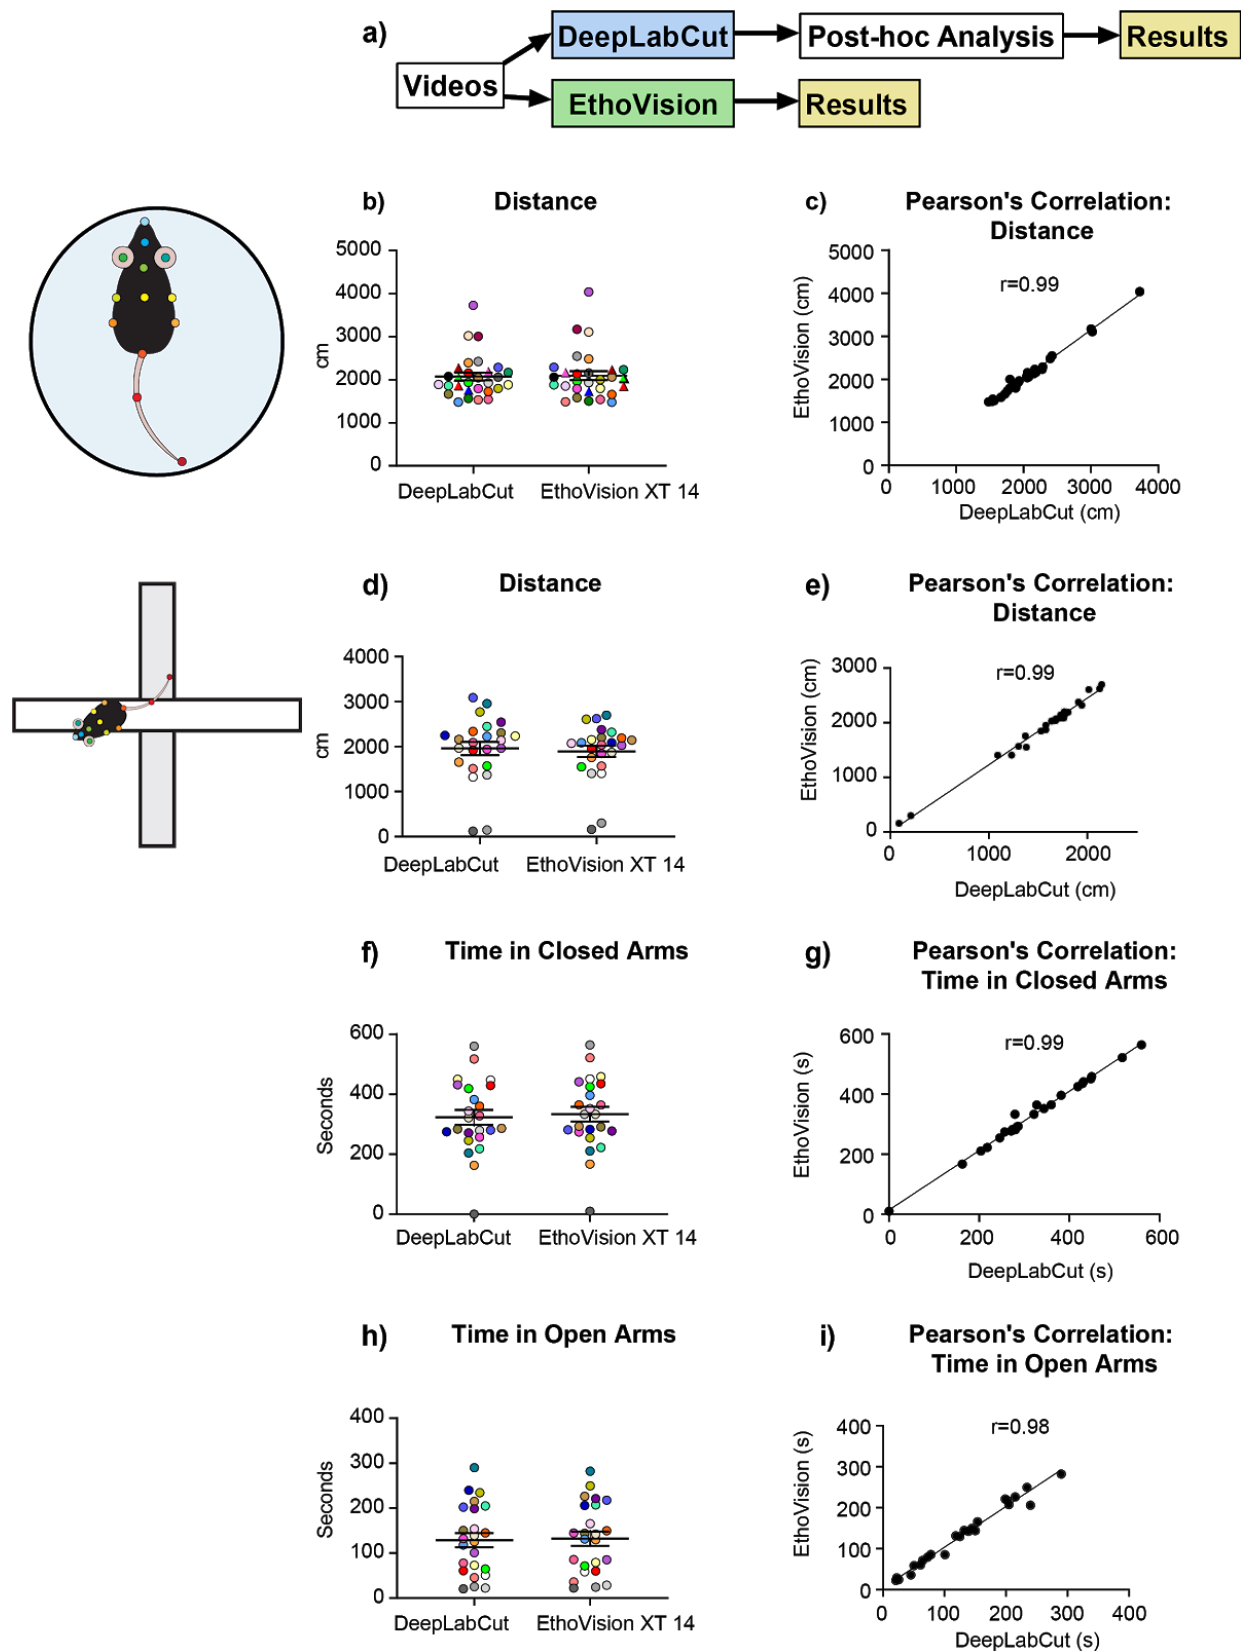 a)
DeepLabCut
Post-hoc Analysis
Results
Videos
EthoVision
Results
b)
Distance
5000
4000
3000
2000
1000
0
cm
DeepLabCut
EthoVision XT 14
c)
Pearson's Correlation:
Distance
r=0.99
EthoVision (cm)
5000
4000
3000
2000
1000
0
0
1000
2000
3000
4000
DeepLabCut (cm)
d)
Distance
4000
3000
2000
1000
0
cm
DeepLabCut
EthoVision XT 14
e)
Pearson's Correlation:
Distance
r=0.99
EthoVision (cm)
3000
2000
1000
0
0
1000
2000
DeepLabCut (cm)
f)
Time in Closed Arms
600
400
200
0
Seconds
DeepLabCut
EthoVision XT 14
g)
Pearson's Correlation:
Time in Closed Arms
r=0.99
EthoVision (s)
600
400
200
0
0
200
400
600
DeepLabCut (s)
h)
Time in Open Arms
400
300
200
100
0
Seconds
DeepLabCut
EthoVision XT 14
i)
Pearson's Correlation:
Time in Open Arms
r=0.98
EthoVision (s)
400
300
200
100
0
0
100
200
300
400
DeepLabCut (s)